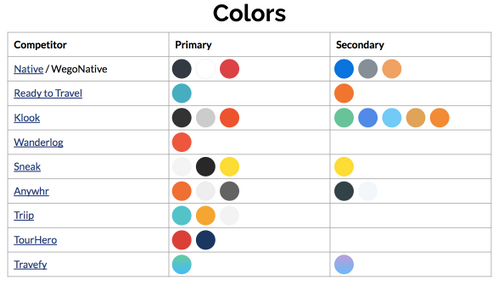 Colors
Competitor Primary Secondary
Native / WegoNative
Ready to Travel
Klook
Wanderlog
Sneak
Anywhr
Triip
TourHero
Travefy